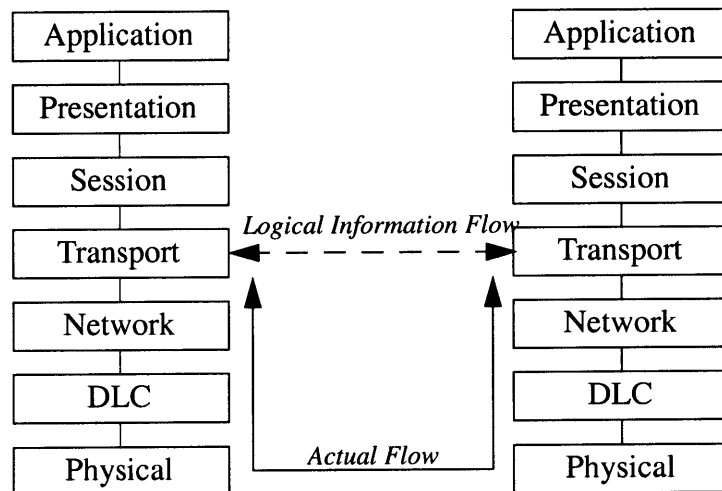 Application
Application
Presentation
Presentation
Session
Session
Logical Information Flow
Transport
Transport
Network
Network
DLC
DLC
Actual Flow
Physical
Physical